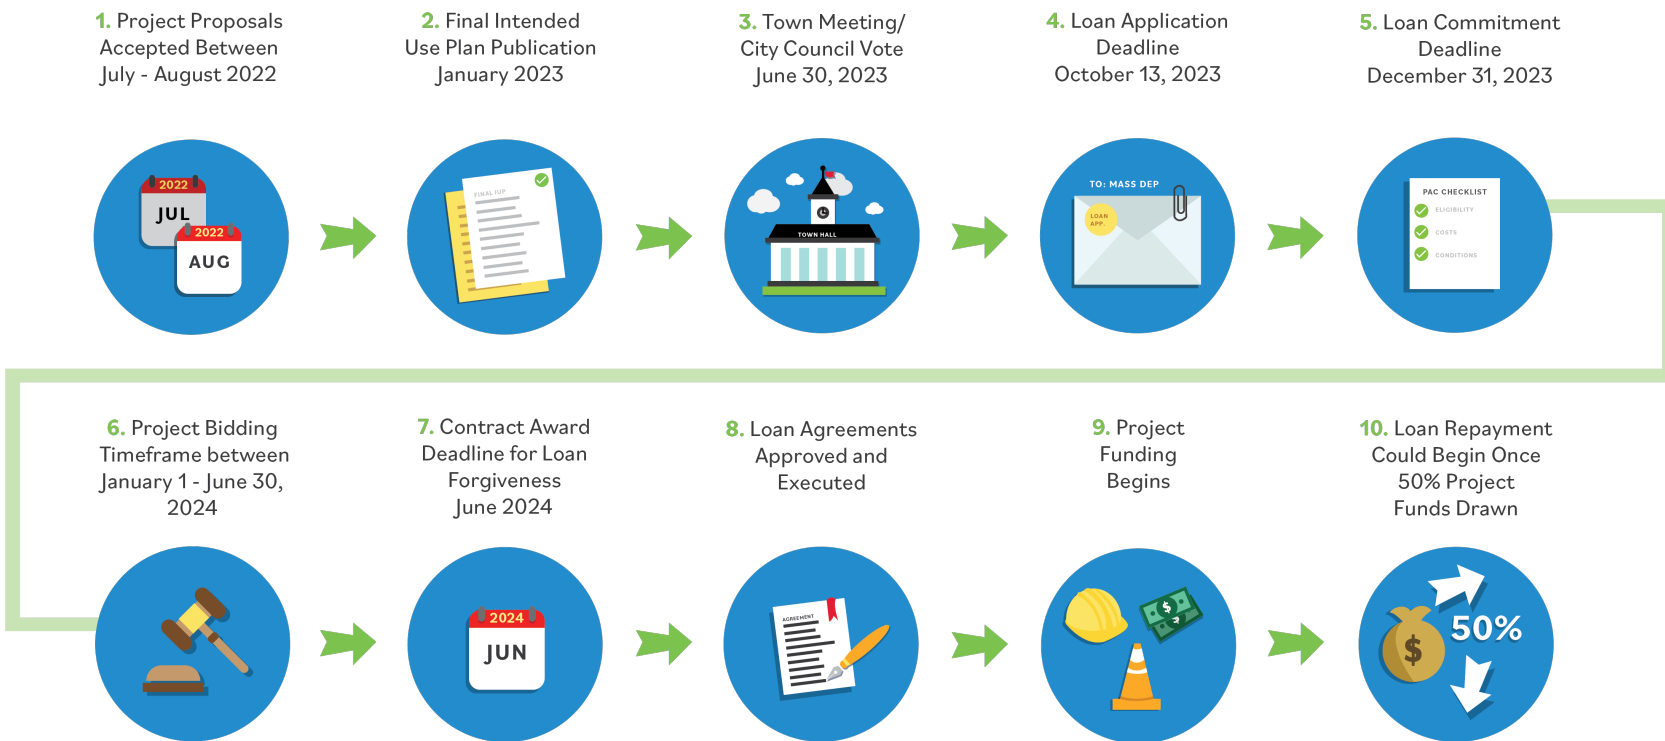 1. Project Proposals
Accepted Between
July - August 2022
2. Final Intended
Use Plan Publication
January 2023
3. Town Meeting/
City Council Vote
June 30, 2023
4. Loan Application
Deadline
October 13, 2023
5. Loan Commitment
Deadline
December 31, 2023
2022
JUL
2022
AUG
FINAL ISIP
TOWN HALL
TO: MASS DEP
LOAN
APP.
PAC CHECKLIST
ELIGIBILITY
COSTS
CONDITIONS
6. Project Bidding
Timeframe between
January 1 - June 30,
2024
7. Contract Award
Deadline for Loan
Forgiveness
June 2024
8. Loan Agreements
Approved and
Executed
9. Project
Funding
Begins
10. Loan Repayment
Could Begin Once
50% Project
Funds Drawn
2024
JUN
AGREEMENT
$
$
$
50%